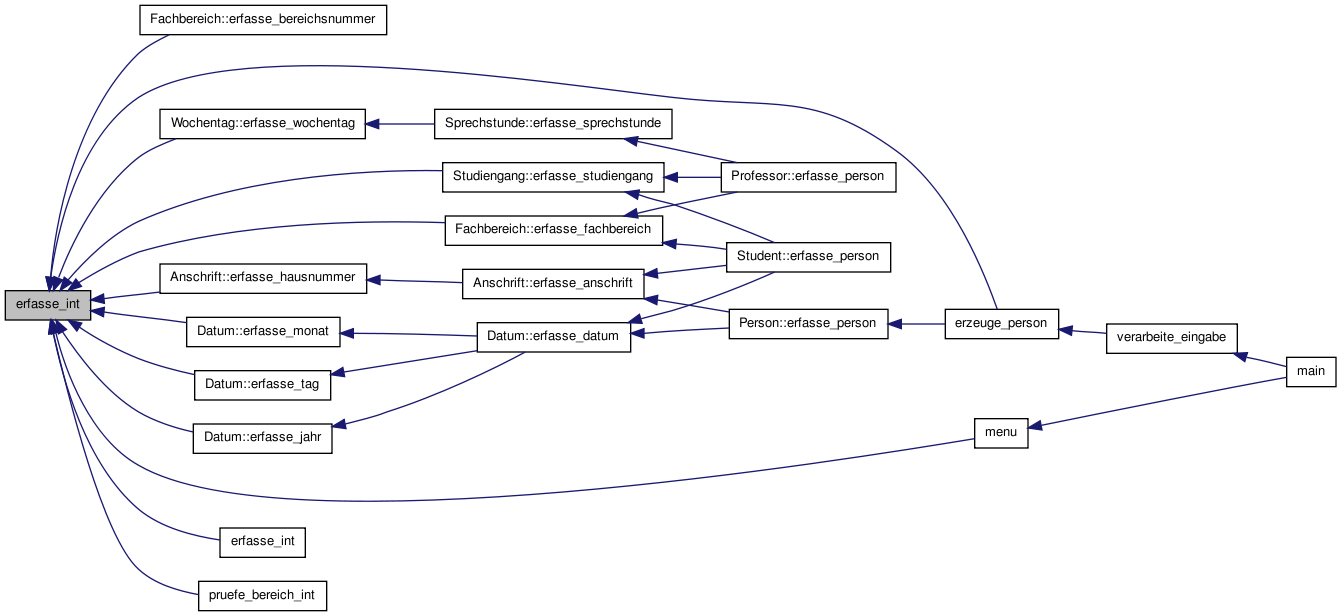 Fachbereich::erfasse_bereichsnummer
Wochentag::erfasse_wochentag
Sprechstunde::erfasse_sprechstunde
Studiengang::erfasse_studiengang
Professor::erfasse_person
Fachbereich::erfasse_fachbereich
Student::erfasse_person
Anschrift::erfasse_hausnummer
Anschrift::erfasse_anschrift
erfasse_int
Datum::erfasse_monat
Datum::erfasse_datum
Person::erfasse_person
erzeuge_person
verarbeite_eingabe
main
Datum::erfasse_tag
Datum::erfasse_jahr
menu
erfasse_int
pruefe_bereich_int